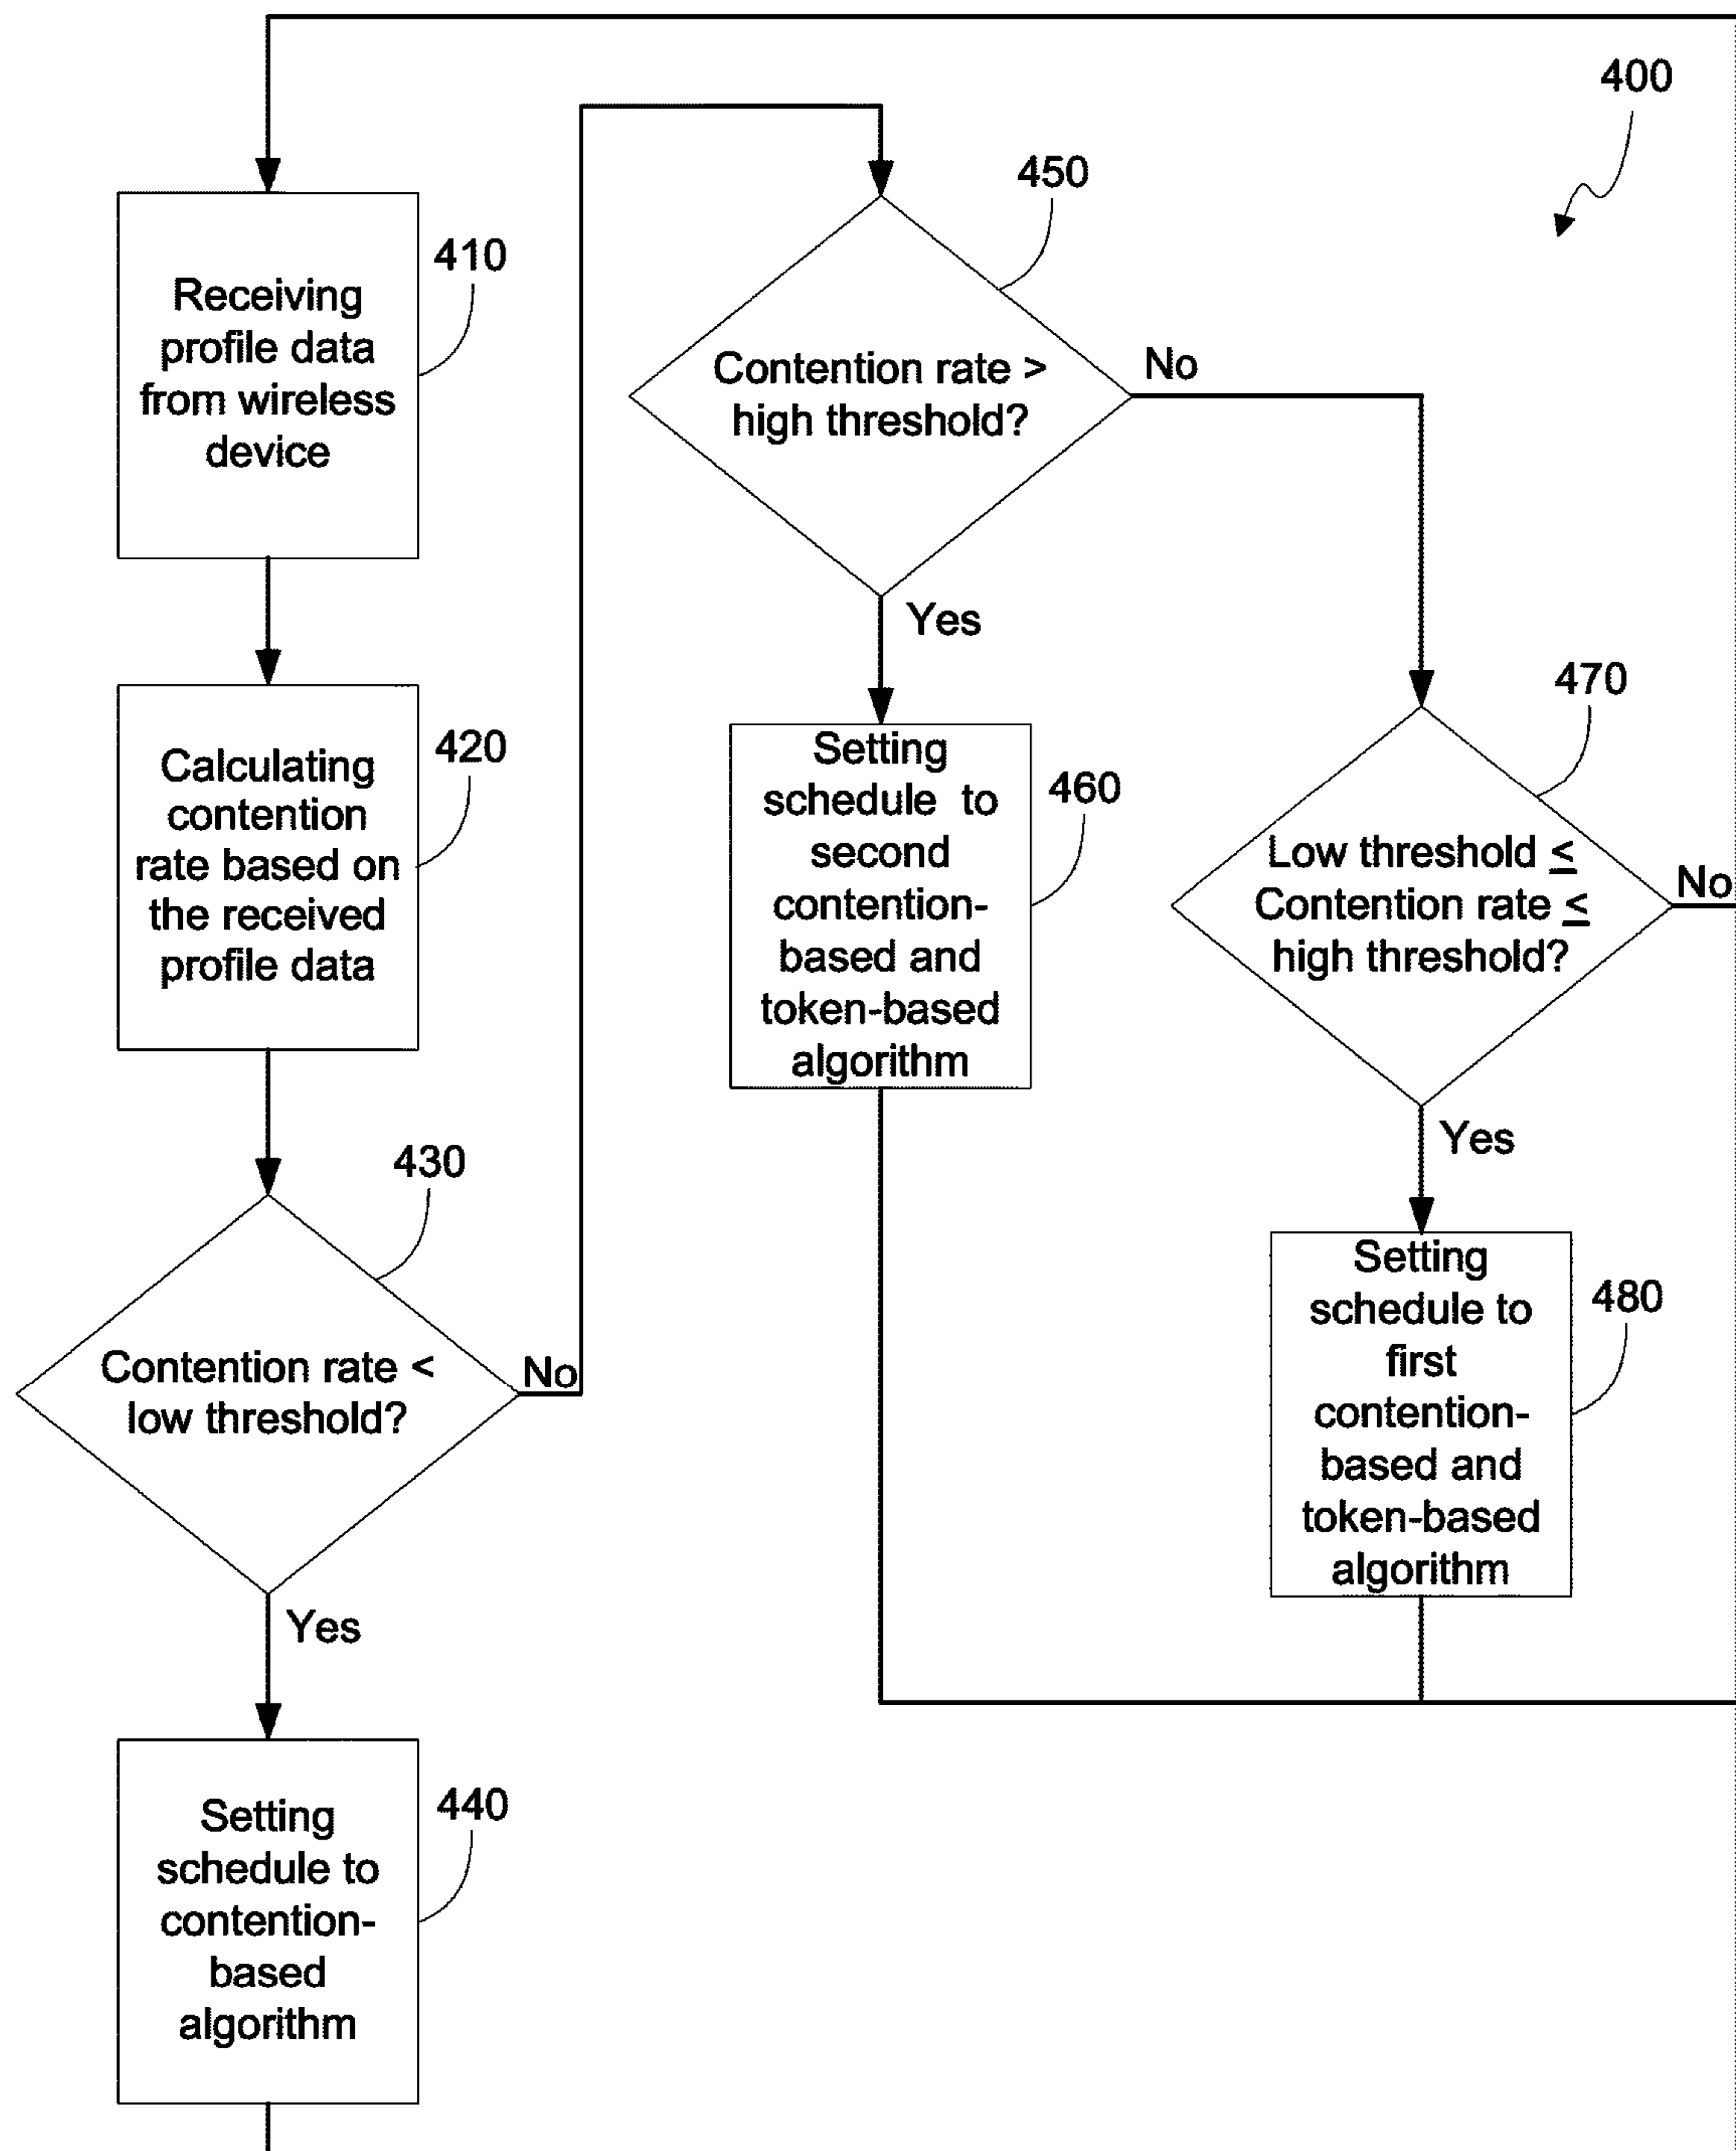 400
410
Receiving
profile data
from wireless
device
420
Calculating
contention
rate based on
the received
profile data
430
Contention rate <
low threshold?
No
Yes
440
Setting
schedule to
contention-
based
algorithm
450
Contention rate >
high threshold?
No
Yes
460
Setting
schedule to
second
contention-
based and
token-based
algorithm
470
Low threshold ≤
Contention rate ≤
high threshold?
No
Yes
480
Setting
schedule to
first
contention-
based and
token-based
algorithm